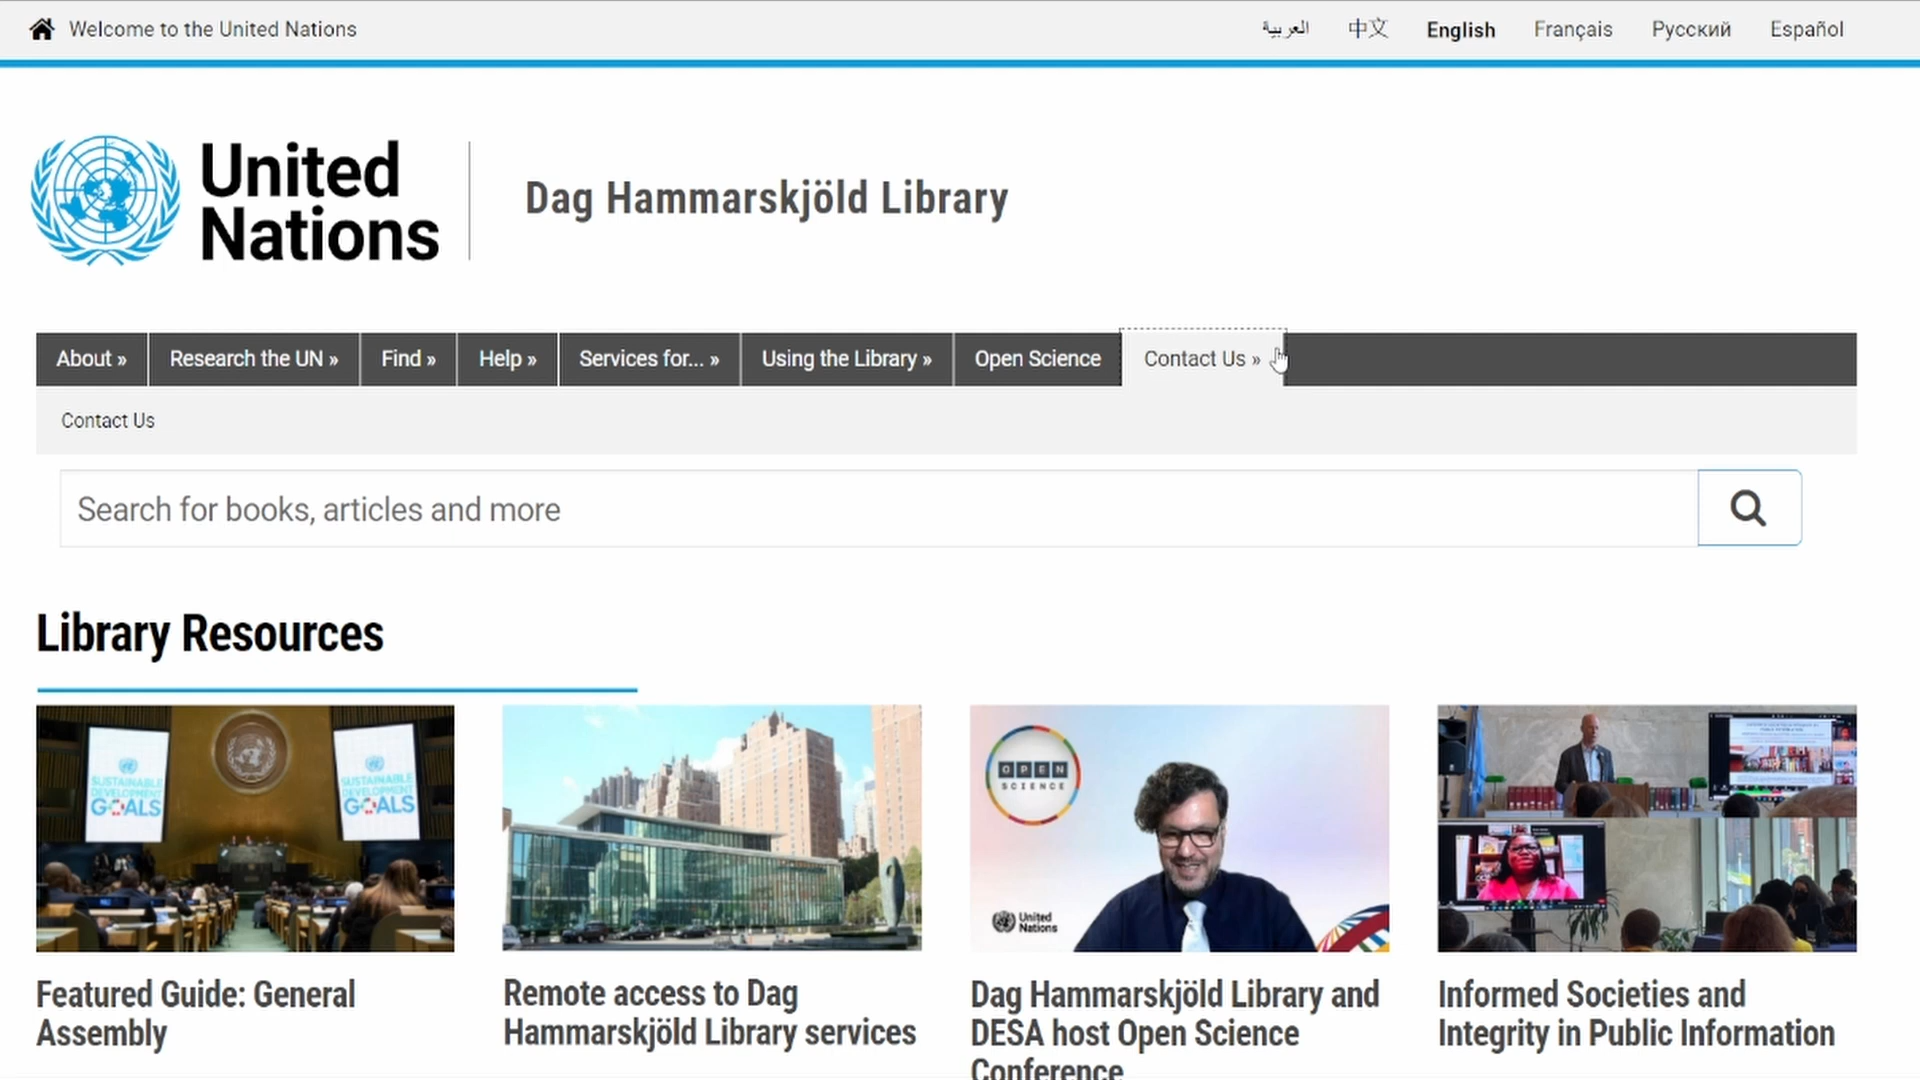 Welcome to the United Nations
العربية 中文 English Français Русский Español
United
Nations
Dag Hammarskjöld Library
About » Research the UN » Find » Help » Services for... » Using the Library » Open Science Contact Us »
Contact Us
Search for books, articles and more
Library Resources
SUSTAINABLE
DEVELOPMENT
GOALS
SUSTAINABLE
DEVELOPMENT
GOALS
OPEN
SCIENCE
United
Nations
Featured Guide: General
Assembly
Remote access to Dag
Hammarskjöld Library services
Dag Hammarskjöld Library and
DESA host Open Science
Conference
Informed Societies and
Integrity in Public Information